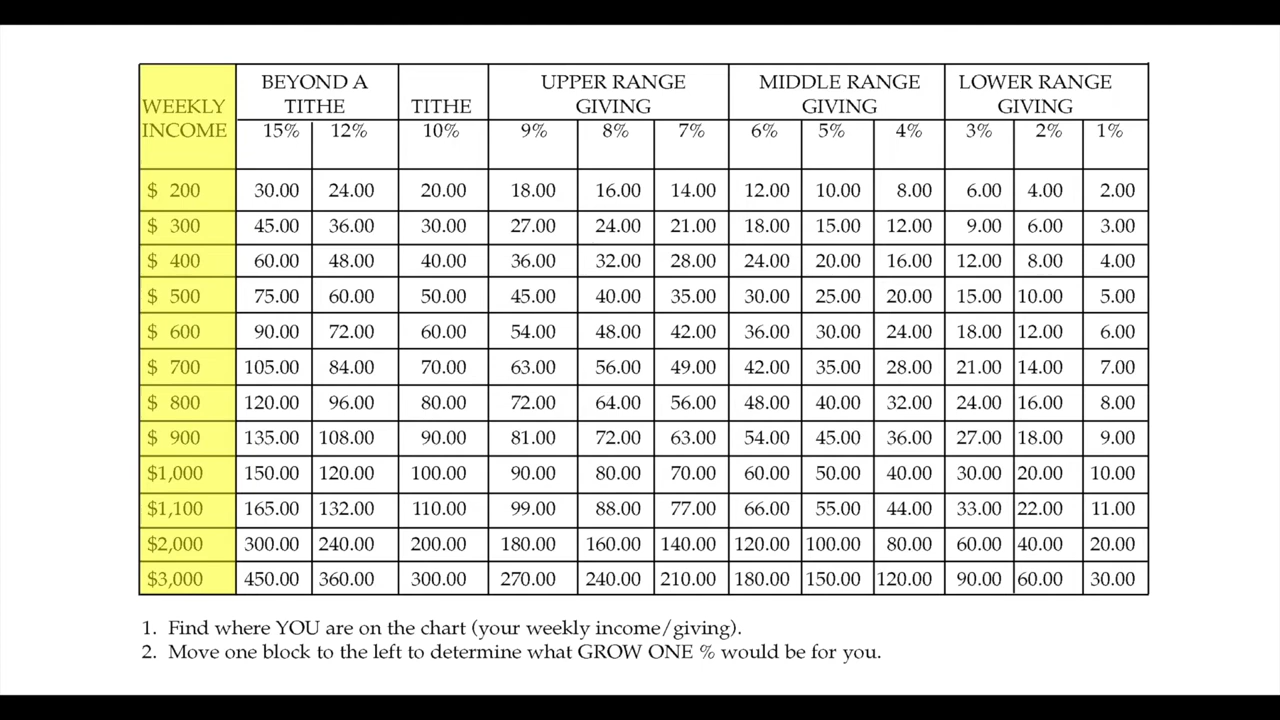 BEYOND A UPPER RANGE MIDDLE RANGE LOWER RANGE
WEEKLY TITHE TITHE GIVING GIVING GIVING
INCOME 15% 12% 10% 9% 8% 7% 6% 5% 4% 3% 2% 1%
$ 200 30.00 24.00 20.00 18.00 16.00 14.00 12.00 10.00 8.00 6.00 4.00 2.00
$ 300 45.00 36.00 30.00 27.00 24.00 21.00 18.00 15.00 12.00 9.00 6.00 3.00
$ 400 60.00 48.00 40.00 36.00 32.00 28.00 24.00 20.00 16.00 12.00 8.00 4.00
$ 500 75.00 60.00 50.00 45.00 40.00 35.00 30.00 25.00 20.00 15.00 10.00 5.00
$ 600 90.00 72.00 60.00 54.00 48.00 42.00 36.00 30.00 24.00 18.00 12.00 6.00
$ 700 105.00 84.00 70.00 63.00 56.00 49.00 42.00 35.00 28.00 21.00 14.00 7.00
$ 800 120.00 96.00 80.00 72.00 64.00 56.00 48.00 40.00 32.00 24.00 16.00 8.00
$ 900 135.00 108.00 90.00 81.00 72.00 63.00 54.00 45.00 36.00 27.00 18.00 9.00
$1,000 150.00 120.00 100.00 90.00 80.00 70.00 60.00 50.00 40.00 30.00 20.00 10.00
$1,100 165.00 132.00 110.00 99.00 88.00 77.00 66.00 55.00 44.00 33.00 22.00 11.00
$2,000 300.00 240.00 200.00 180.00 160.00 140.00 120.00 100.00 80.00 60.00 40.00 20.00
$3,000 450.00 360.00 300.00 270.00 240.00 210.00 180.00 150.00 120.00 90.00 60.00 30.00
1. Find where YOU are on the chart (your weekly income/giving).
2. Move one block to the left to determine what GROW ONE % would be for you.